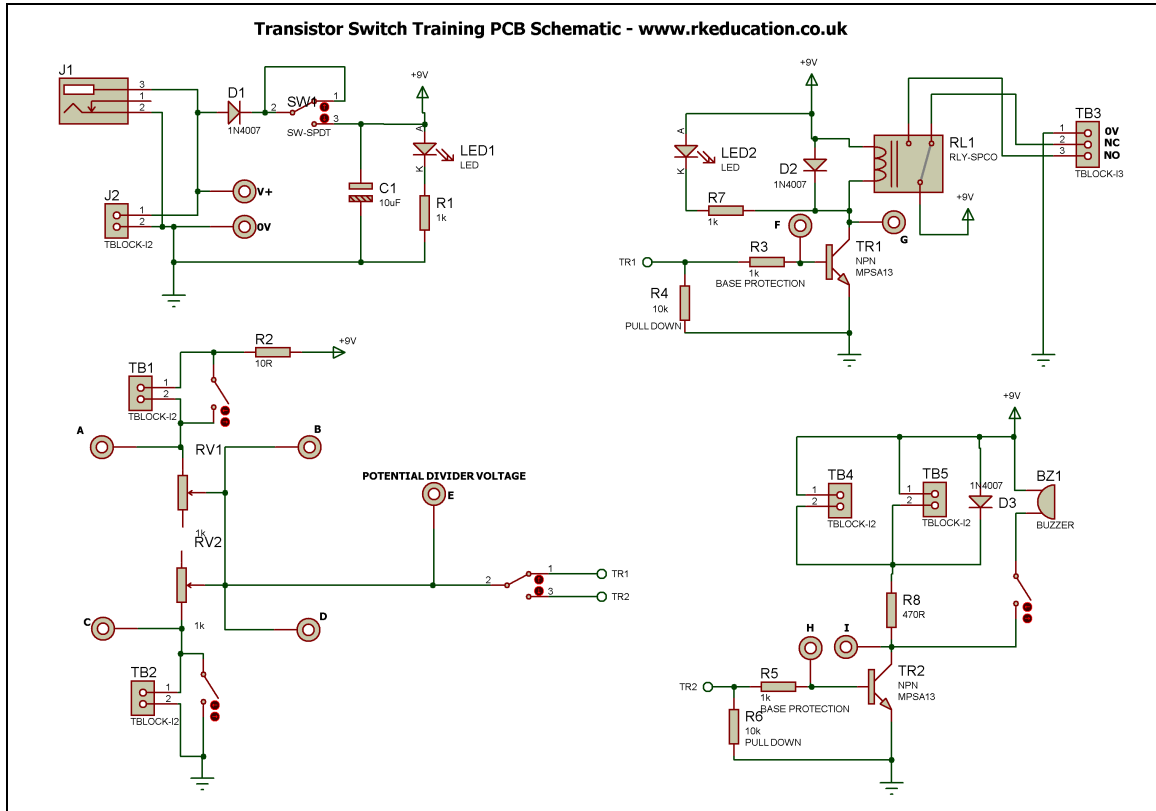 Transistor Switch Training PCB Schematic - www.rkeducation.co.uk
J1
3
1
2
D1
1N4007
2
SW1
1
3
SW-SPDT
+9V
A
K
LED1
LED
C1
10uF
R1
1k
V+
0V
J2
1
2
TBLOCK-I2
+9V
A
K
LED2
LED
D2
1N4007
R7
1k
RL1
RLY-SPCO
+9V
TB3
1
2
3
0V
NC
NO
TBLOCK-I3
F
G
TR1
R3
1k
BASE PROTECTION
TR1
NPN
MPSA13
R4
10k
PULL DOWN
R2
10R
+9V
TB1
1
2
TBLOCK-I2
A
B
RV1
1k
RV2
1k
POTENTIAL DIVIDER VOLTAGE
E
2
1
3
TR1
TR2
C
D
TB2
1
2
TBLOCK-I2
+9V
TB4
1
2
TBLOCK-I2
TB5
1
2
TBLOCK-I2
1N4007
D3
BZ1
BUZZER
R8
470R
H
I
TR2
R5
1k
BASE PROTECTION
TR2
NPN
MPSA13
R6
10k
PULL DOWN